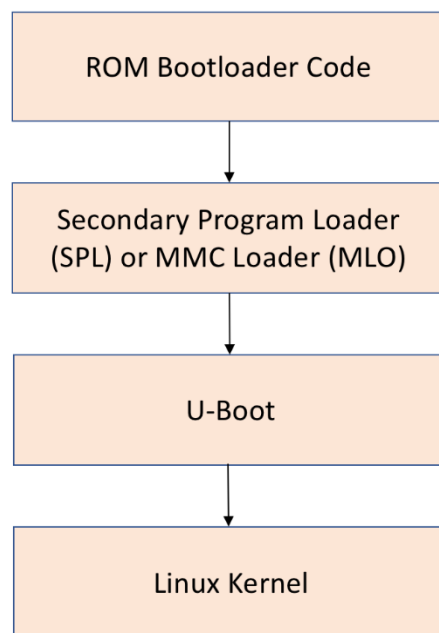 ROM Bootloader Code
Secondary Program Loader
(SPL) or MMC Loader (MLO)
U-Boot
Linux Kernel